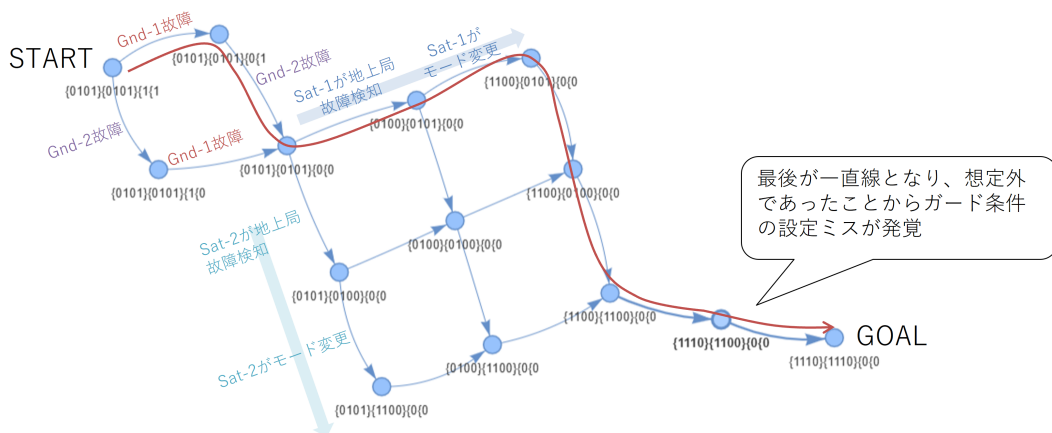 START
Gnd-1故障
{0101}{0101}{0{1
{0101}{0101}{1{1
Gnd-2故障
Gnd-2故障
Gnd-1故障
{0101}{0101}{1{0
{0101}{0101}{0{0
Sat-1が地上局
故障検知
Sat-1が
モード変更
{0100}{0101}{0{0
{1100}{0101}{0{0
{1100}{0100}{0{0
{0100}{0100}{0{0
Sat-2が地上局
故障検知
{0101}{0100}{0{0
Sat-2がモード変更
{0101}{1100}{0{0
{0100}{1100}{0{0
{1100}{1100}{0{0
{1110}{1100}{0{0
{1110}{1110}{0{0
GOAL
最後が一直線となり、想定外
であったことからガード条件
の設定ミスが発覚